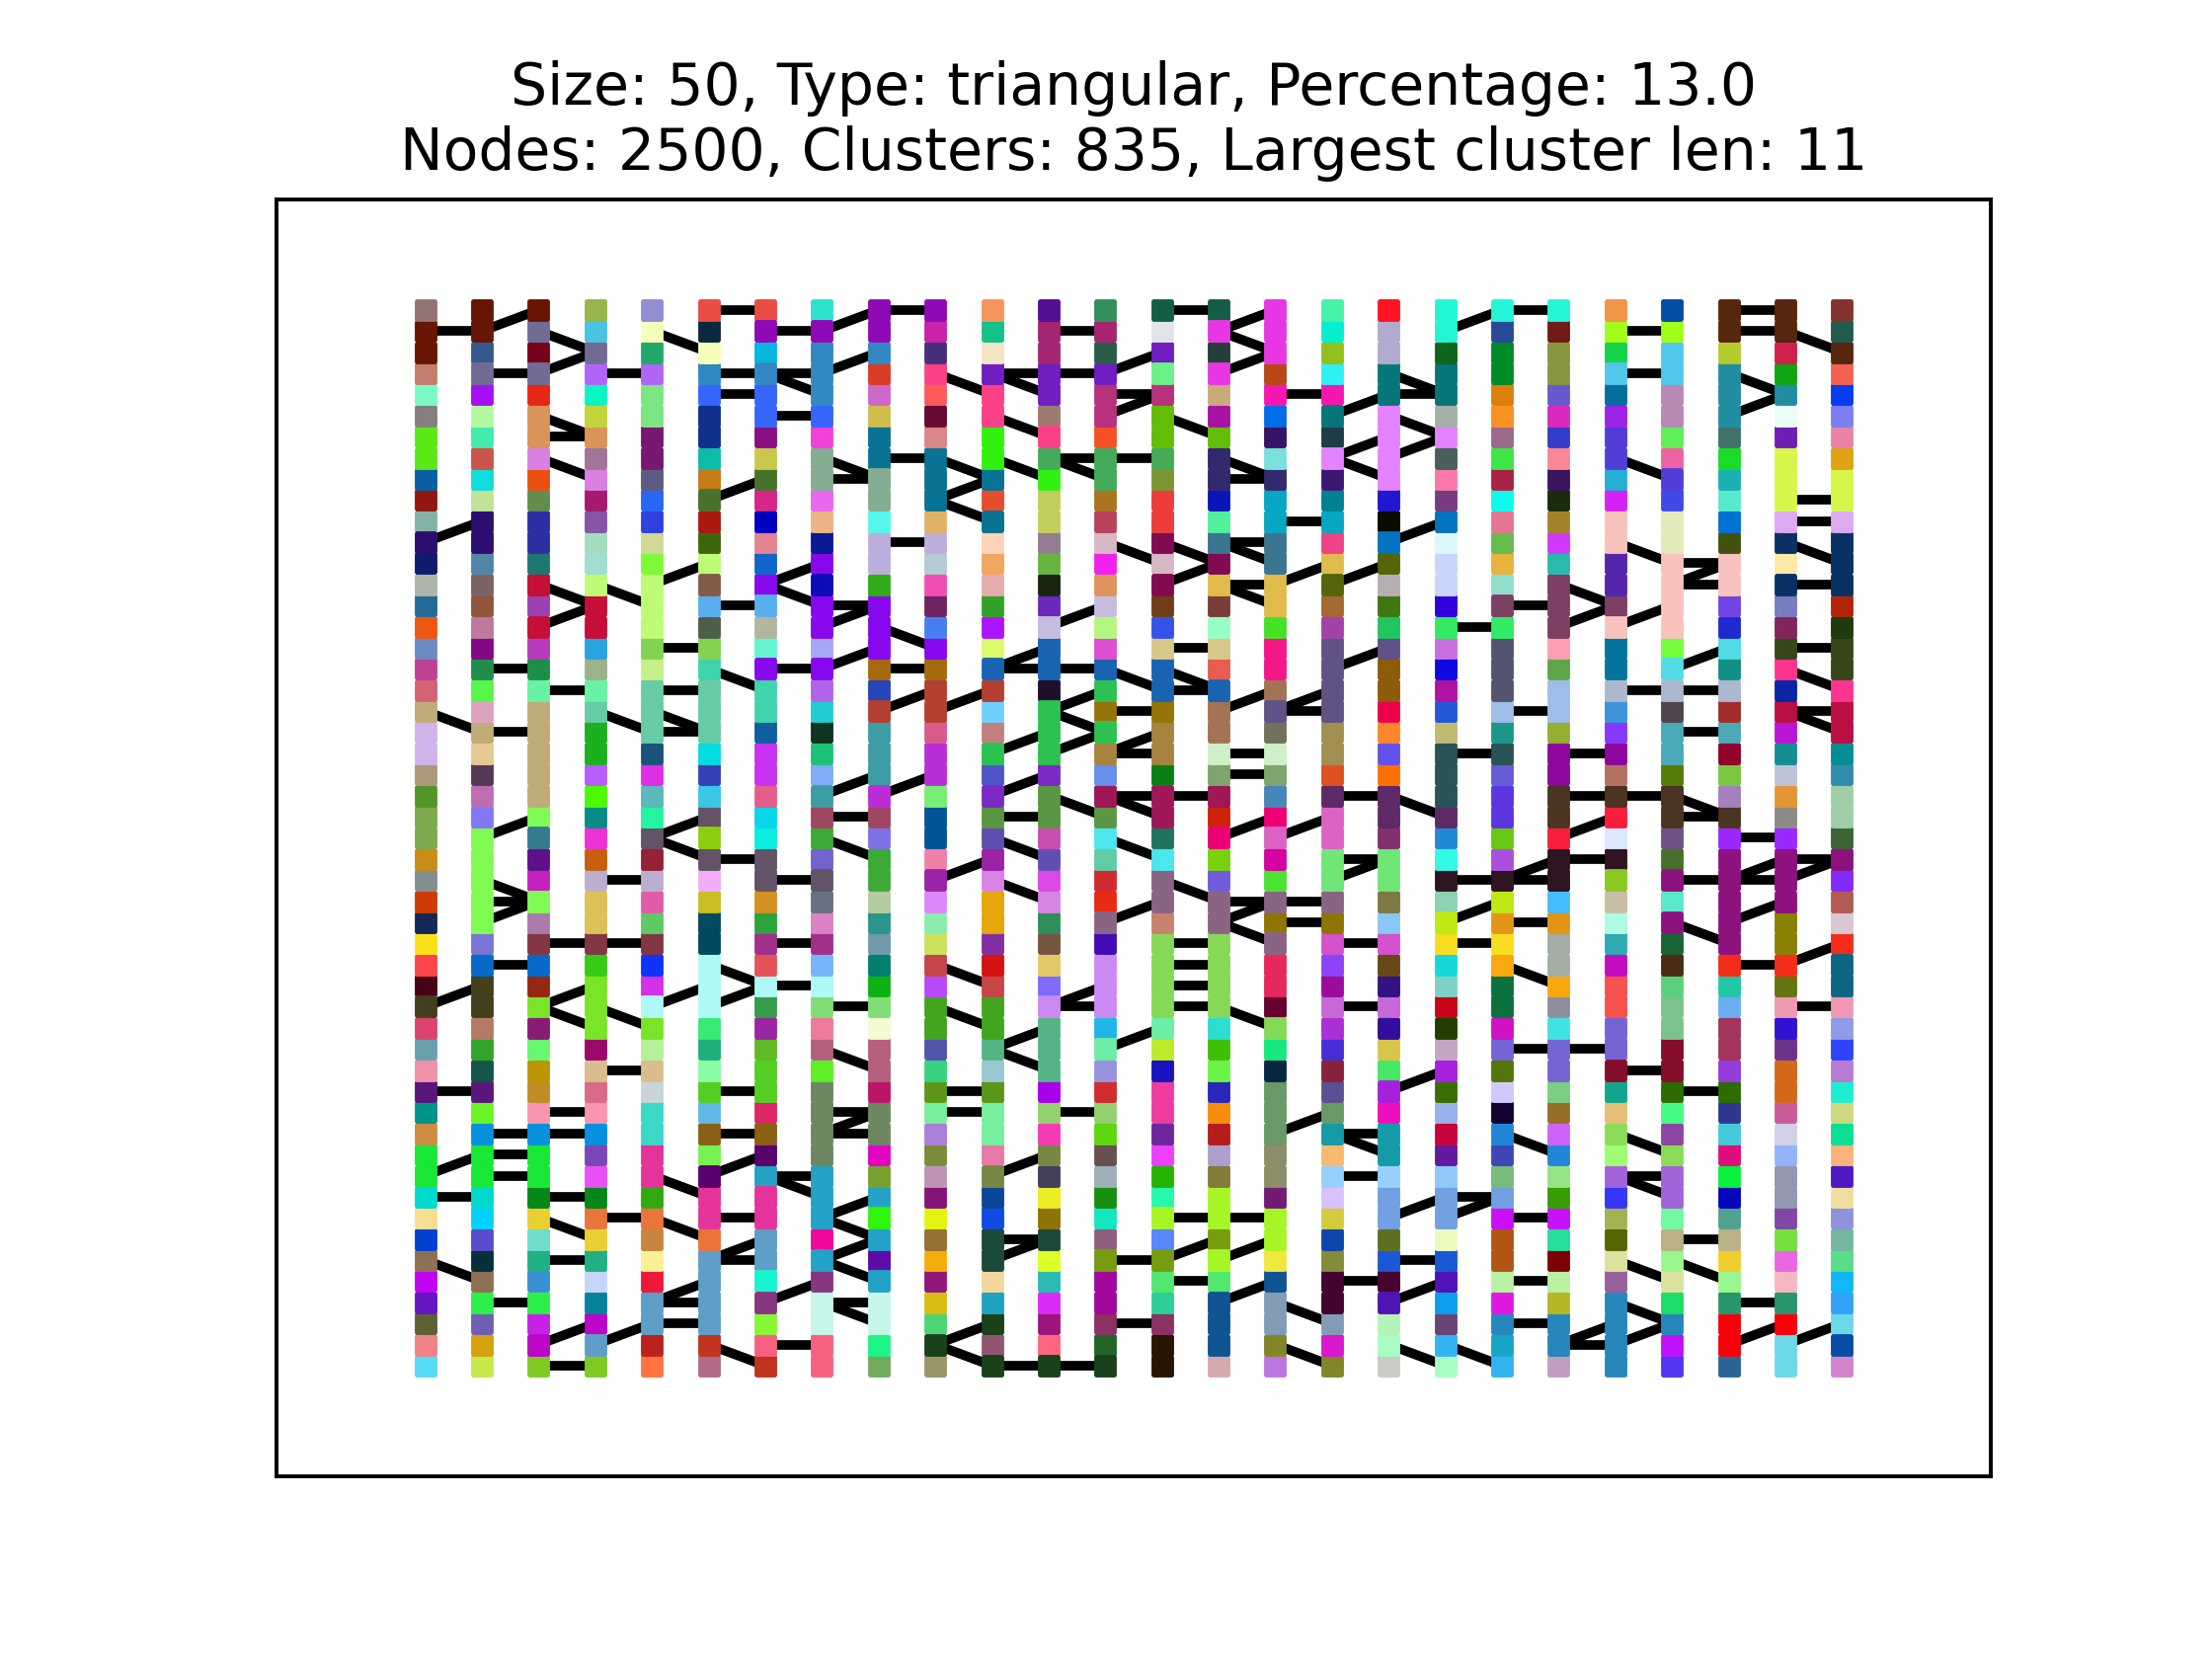 Size: 50, Type: triangular, Percentage: 13.0
Nodes: 2500, Clusters: 835, Largest cluster len: 11